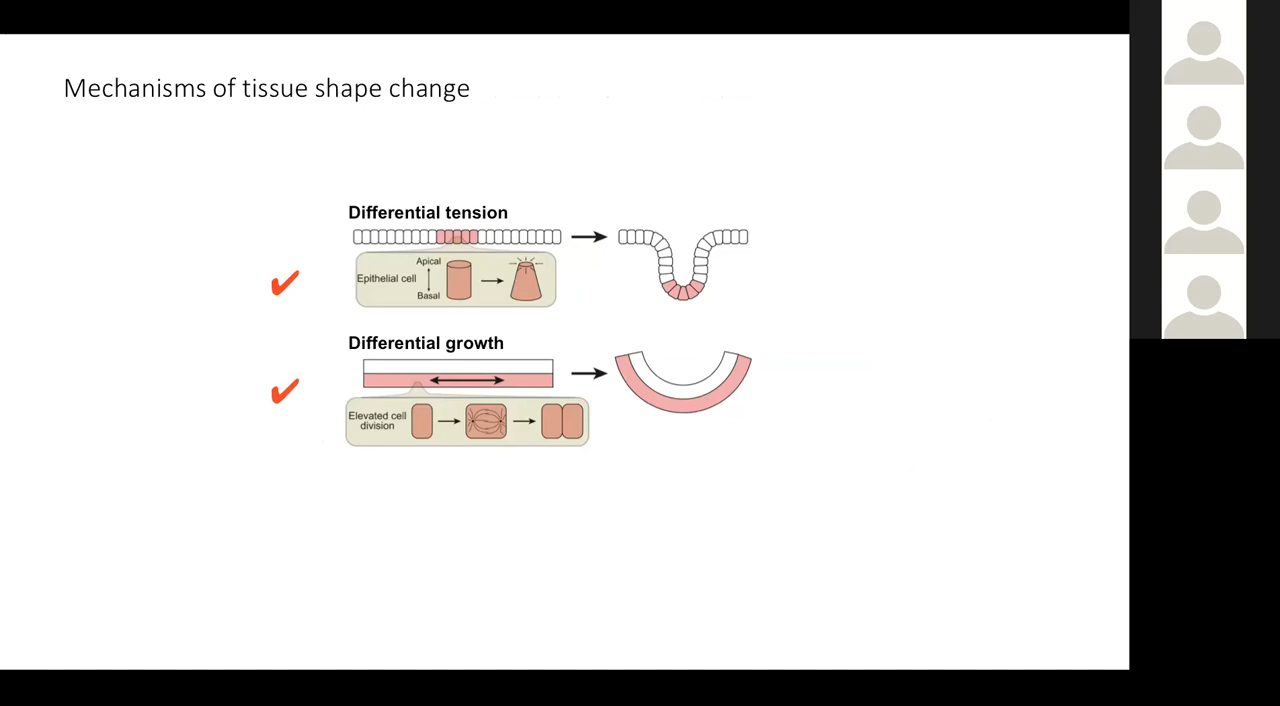 Mechanisms of tissue shape change
Differential tension
Apical
Epithelial cell
Basal
Differential growth
Elevated cell
division